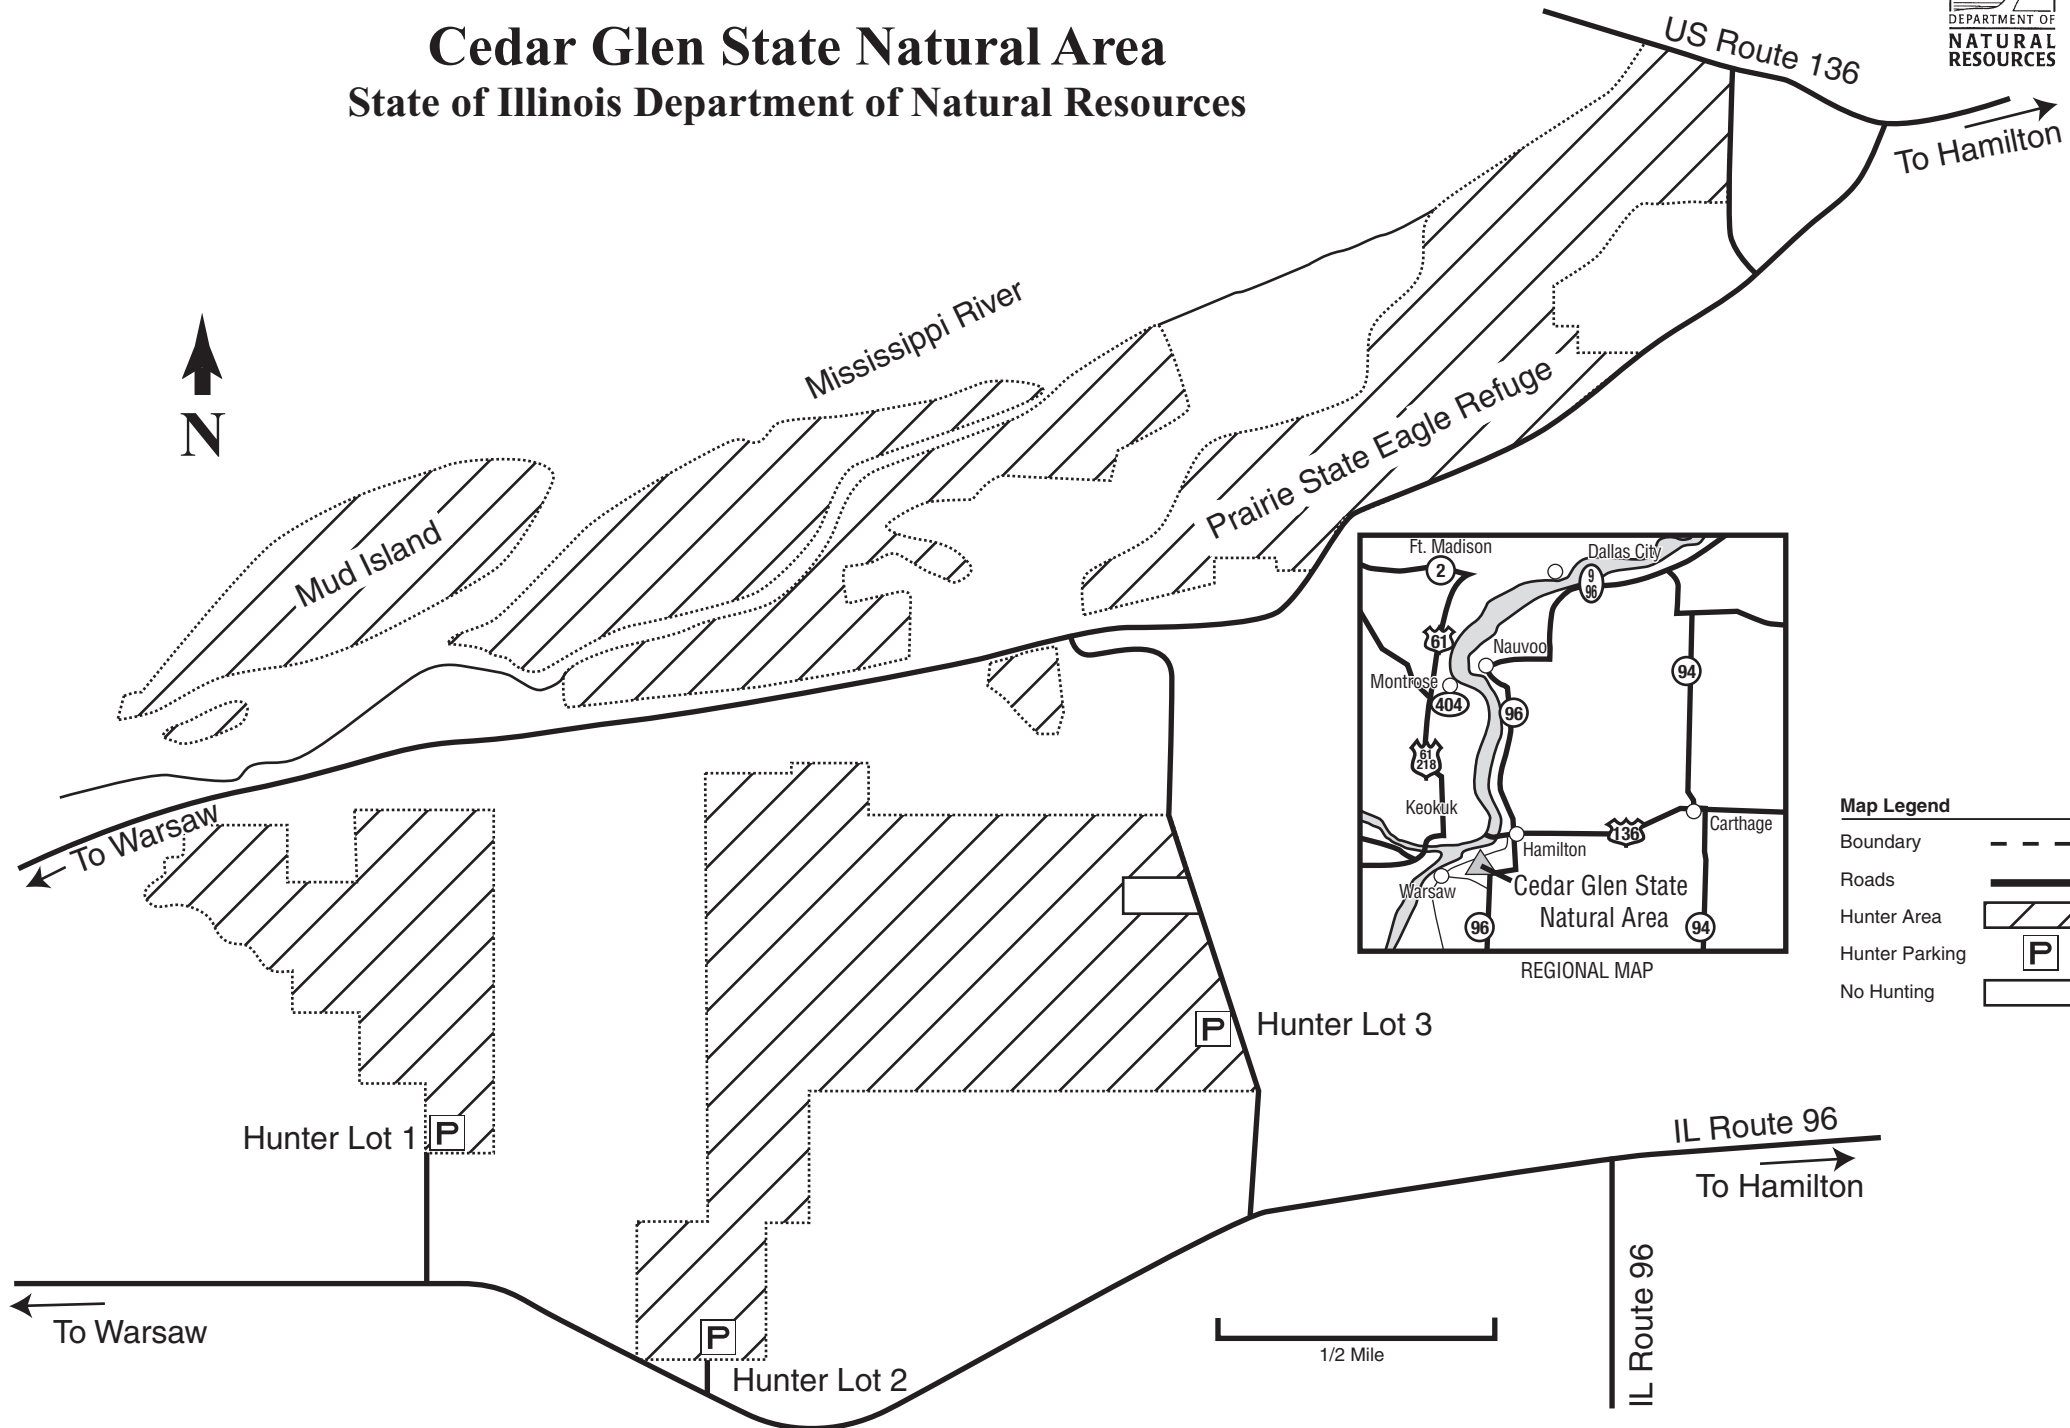 Cedar Glen State Natural Area
State of Illinois Department of Natural Resources
DEPARTMENT OF
NATURAL
RESOURCES
US Route 136
To Hamilton
Mississippi River
N
Prairie State Eagle Refuge
Mud Island
To Warsaw
Ft. Madison
Dallas City
2
9
96
61
Nauvoo
94
Montrose
404
96
61
218
Keokuk
136
Carthage
Hamilton
Warsaw
Cedar Glen State
Natural Area
96
94
REGIONAL MAP
Map Legend
Boundary
Roads
Hunter Area
Hunter Parking P
No Hunting
P Hunter Lot 3
Hunter Lot 1 P
IL Route 96
To Hamilton
IL Route 96
To Warsaw
P
Hunter Lot 2
1/2 Mile